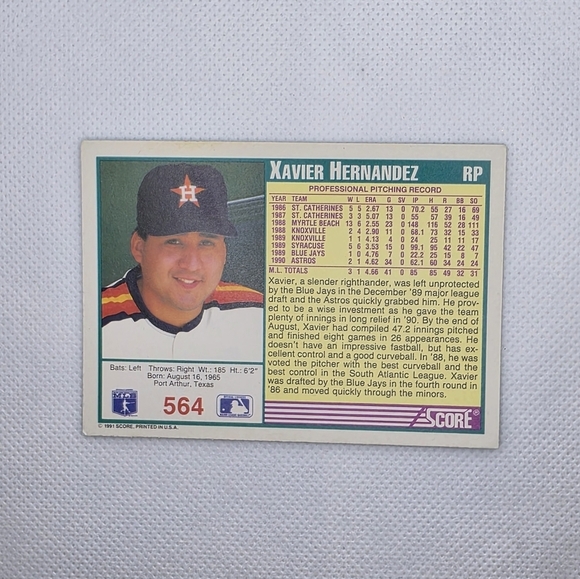 H
XAVIER HERNANDEZ RP
PROFESSIONAL PITCHING RECORD
YEAR TEAM W L ERA G SV IP H R BB SO
1986 ST. CATHERINES 5 5 2.67 13 0 70.2 55 27 16 69
1987 ST. CATHERINES 3 3 5.07 13 0 55 57 39 16 49
1988 MYRTLE BEACH 13 6 2.55 23 0 148 116 52 28 111
1988 KNOXVILLE 2 4 2.90 11 0 68.1 73 32 15 33
1989 KNOXVILLE 1 1 4.13 4 0 24 25 11 11 17
1989 SYRACUSE 5 6 3.53 15 0 99.1 95 42 22 47
1989 BLUE JAYS 1 0 4.76 7 0 22.2 25 8 7
1990 ASTROS 2 1 4.62 34 0 62.1 60 34 24 24
M.L. TOTALS 3 1 4.66 41 0 85 85 49 32 31
Xavier, a slender righthander, was left unprotected
by the Blue Jays in the December '89 major league
draft and the Astros quickly grabbed him. He prov-
ed to be a wise investment as he gave the team
plenty of innings in long relief in '90. By the end of
August, Xavier had compiled 47.2 innings pitched
and finished eight games in 26 appearances. He
doesn't have an impressive fastball, but has ex-
cellent control and a good curveball. In '88, he was
voted the pitcher with the best curveball and the
best control in the South Atlantic League. Xavier
was drafted by the Blue Jays in the fourth round in
'86 and moved quickly through the minors.
Bats: Left Throws: Right Wt.: 185 Ht.: 6'2"
Born: August 16, 1965
Port Arthur, Texas
564
SCORE®
© 1991 SCORE, PRINTED IN U.S.A.